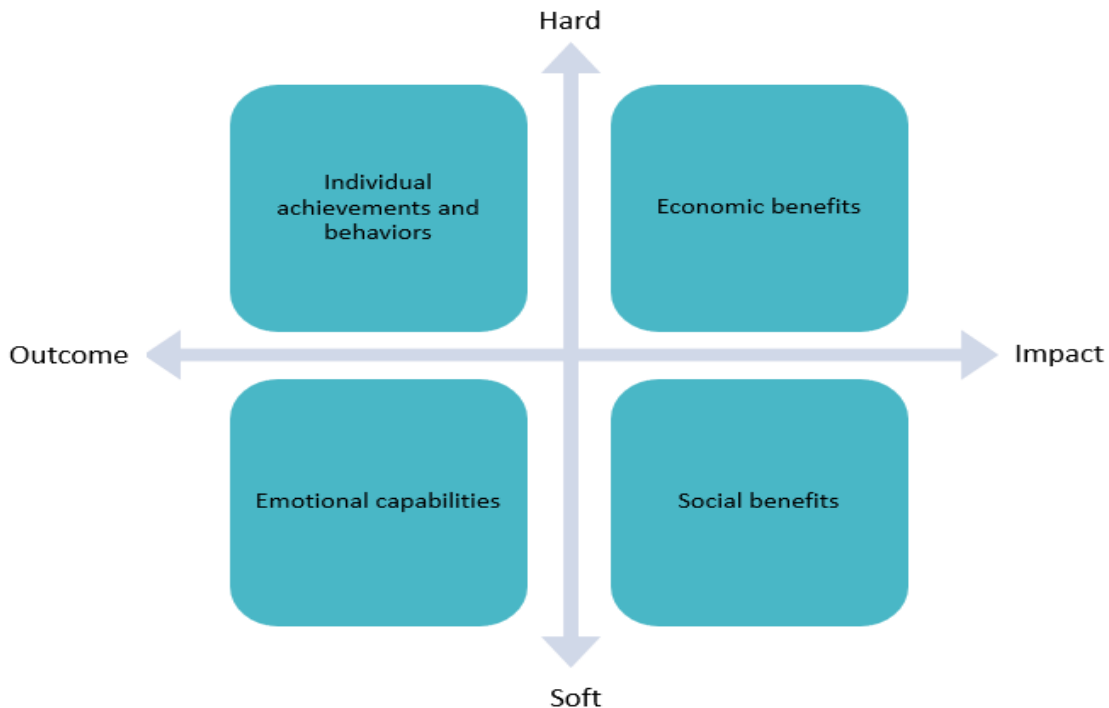 Hard
Individual
achievements and
behaviors
Economic benefits
Outcome
Impact
Emotional capabilities
Social benefits
Soft